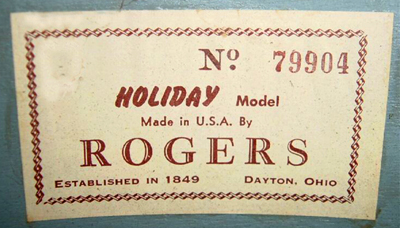 Nº 79904
HOLIDAY Model
Made in U.S.A. By
ROGERS
ESTABLISHED IN 1849 DAYTON, OHIO